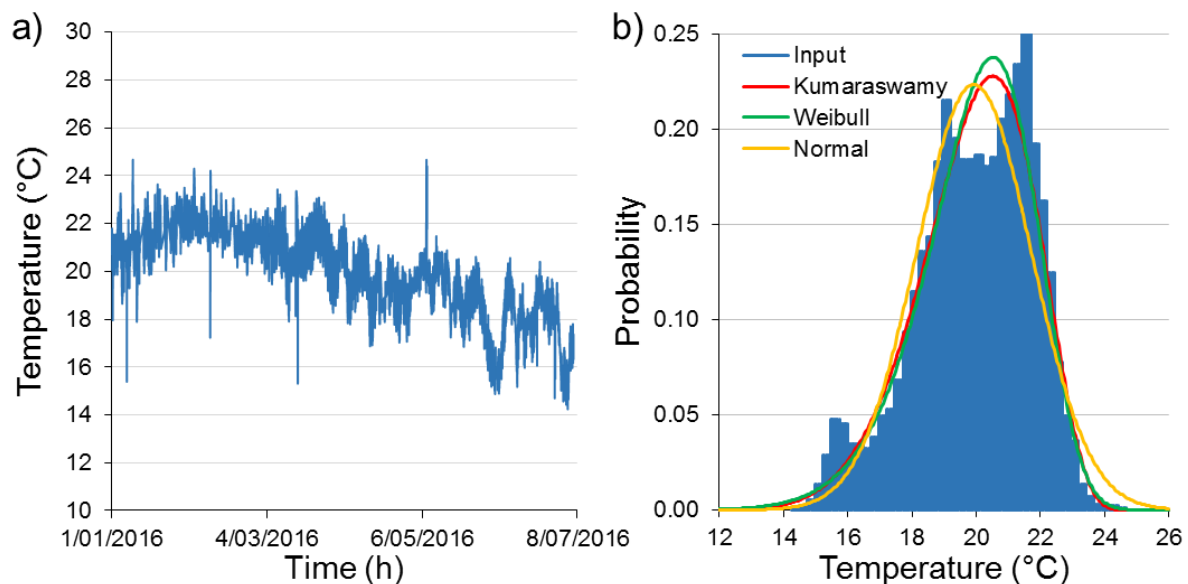 a)
30
28
26
24
22
20
18
16
14
12
10
Temperature (°C)
1/01/2016 4/03/2016 6/05/2016 8/07/2016
Time (h)
b)
0.25
0.20
0.15
0.10
0.05
0.00
Probability
Input
Kumaraswamy
Weibull
Normal
12 14 16 18 20 22 24 26
Temperature (°C)